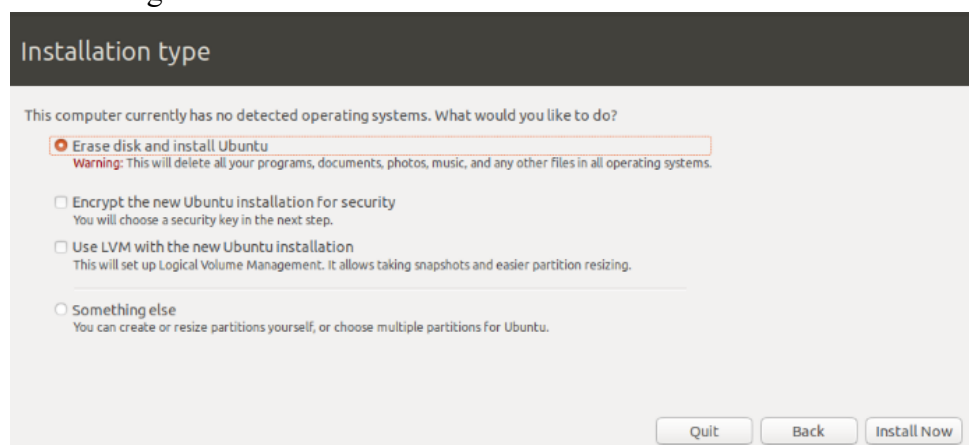 Installation type
This computer currently has no detected operating systems. What would you like to do?
Erase disk and install Ubuntu
Warning: This will delete all your programs, documents, photos, music, and any other files in all operating systems.
Encrypt the new Ubuntu installation for security
You will choose a security key in the next step.
Use LVM with the new Ubuntu installation
This will set up Logical Volume Management. It allows taking snapshots and easier partition resizing.
Something else
You can create or resize partitions yourself, or choose multiple partitions for Ubuntu.
Quit Back Install Now